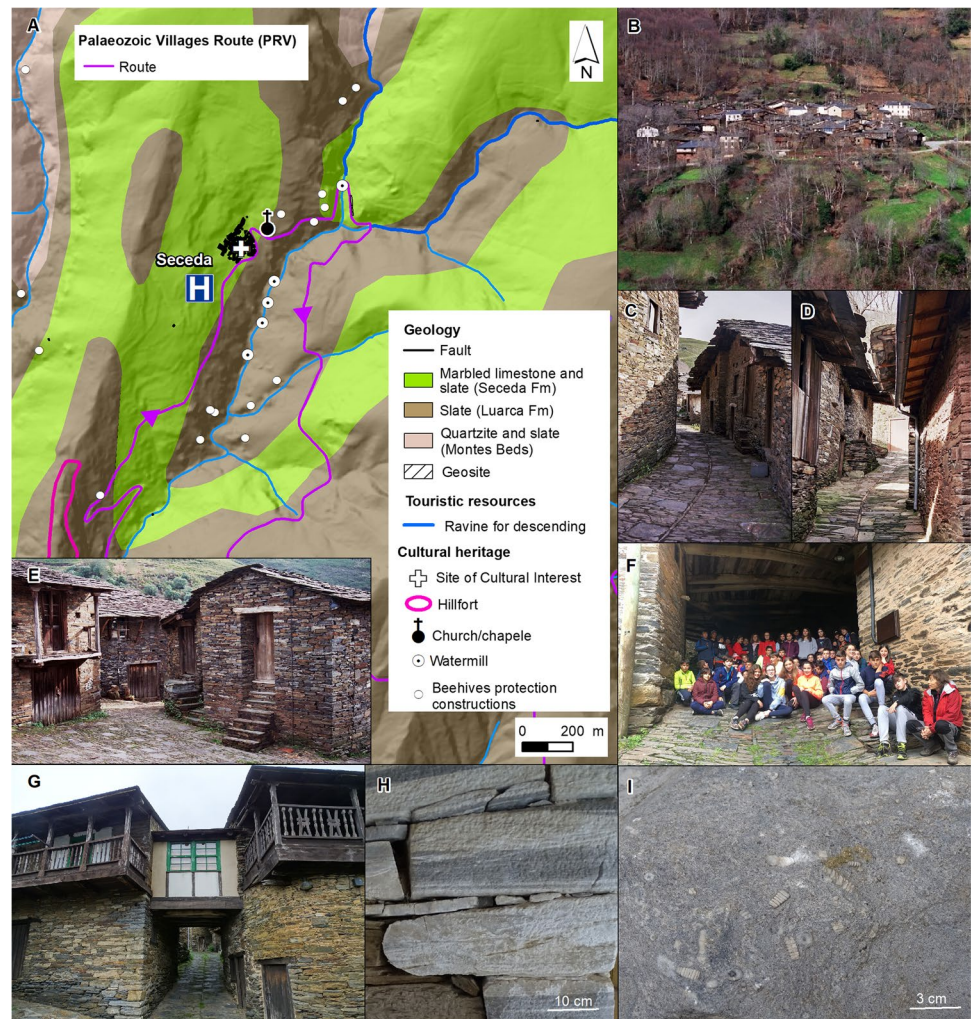 A
Palaeozoic Villages Route (PRV)
Route
N
Seceda
H
Geology
Fault
Marbled limestone and
slate (Seceda Fm)
Slate (Luarca Fm)
Quartzite and slate
(Montes Beds)
Geosite
Touristic resources
Ravine for descending
Cultural heritage
Site of Cultural Interest
Hillfort
Church/chapele
Watermill
Beehives protection
constructions
0 200 m
B
C
D
E
F
G
H
10 cm
I
3 cm